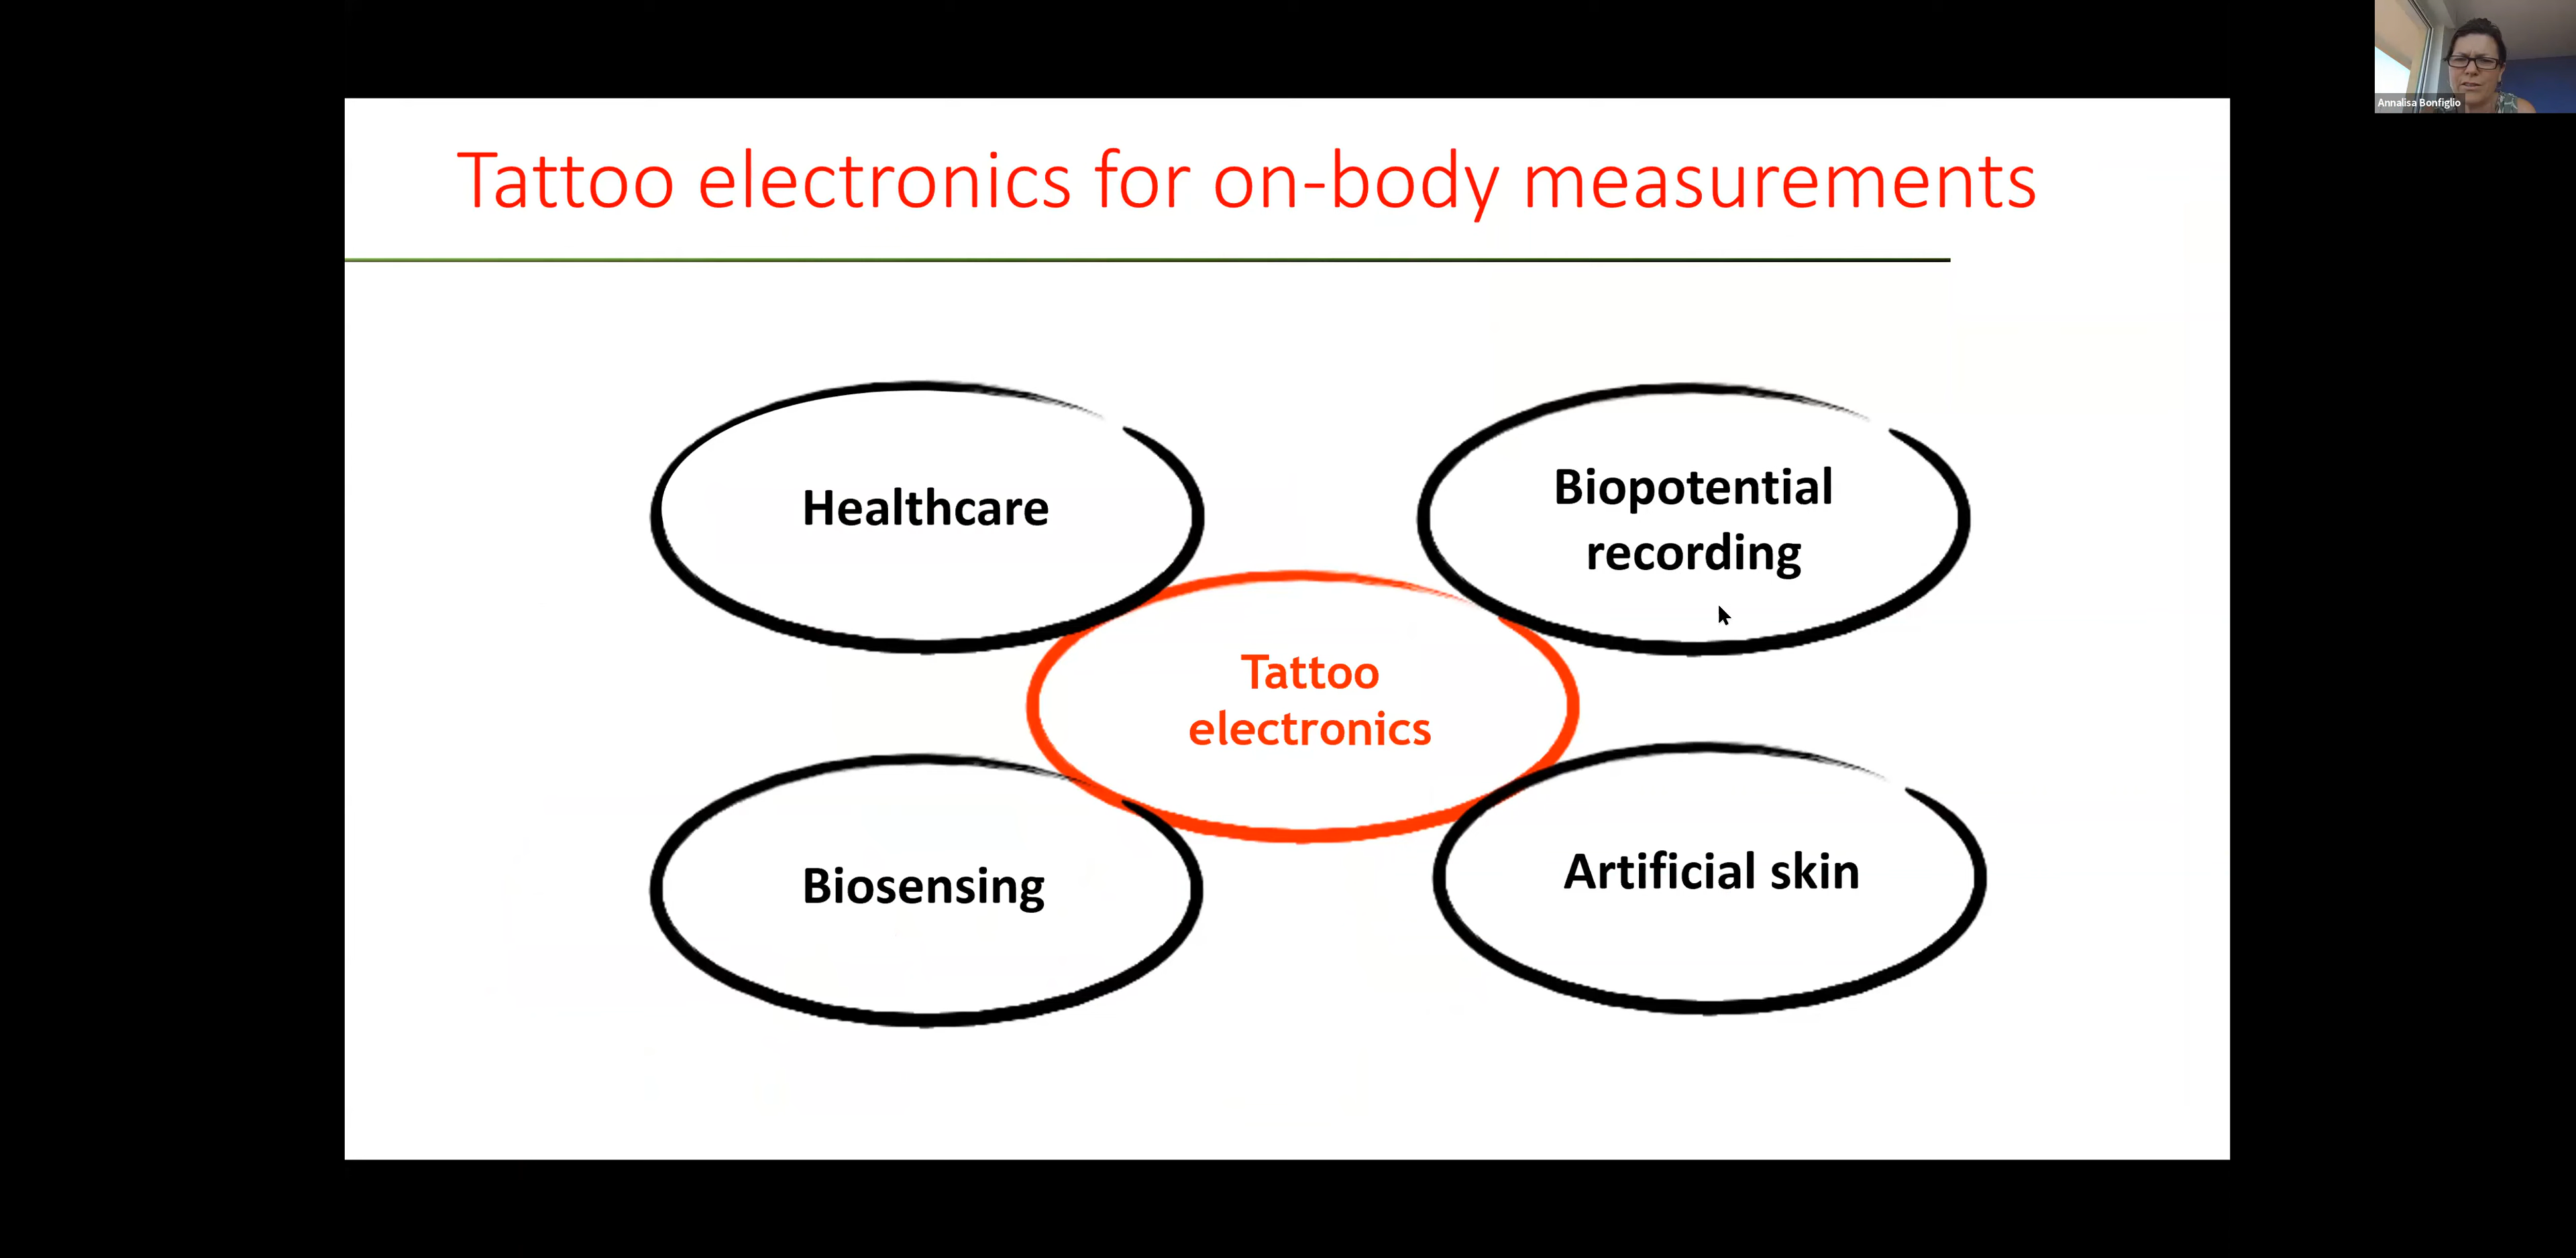 Annalisa Bonfiglio
Tattoo electronics for on-body measurements
Healthcare
Biopotential
recording
Tattoo
electronics
Biosensing
Artificial skin